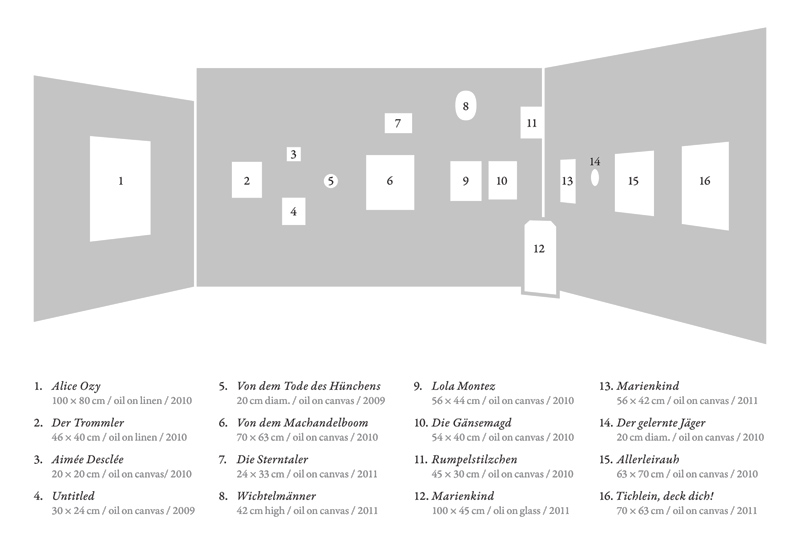 1
2
3
4
5
6
7
8
9
10
11
12
13
14
15
16
1. Alice Ozy
100 × 80 cm / oil on linen / 2010
2. Der Trommler
46 × 40 cm / oil on linen / 2010
3. Aimée Desclée
20 × 20 cm / oil on canvas/ 2010
4. Untitled
30 × 24 cm / oil on canvas / 2009
5. Von dem Tode des Hünchens
20 cm diam. / oil on canvas / 2009
6. Von dem Machandelboom
70 × 63 cm / oil on canvas / 2010
7. Die Sterntaler
24 × 33 cm / oil on canvas / 2011
8. Wichtelmänner
42 cm high / oil on canvas / 2011
9. Lola Montez
56 × 44 cm / oil on canvas / 2010
10. Die Gänsemagd
54 × 40 cm / oil on canvas / 2010
11. Rumpelstilzchen
45 × 30 cm / oil on canvas / 2010
12. Marienkind
100 × 45 cm / oli on glass / 2011
13. Marienkind
56 × 42 cm / oil on canvas / 2011
14. Der gelernte Jäger
20 cm diam. / oil on canvas / 2010
15. Allerleirauh
63 × 70 cm / oil on canvas / 2010
16. Tichlein, deck dich!
70 × 63 cm / oil on canvas / 2011